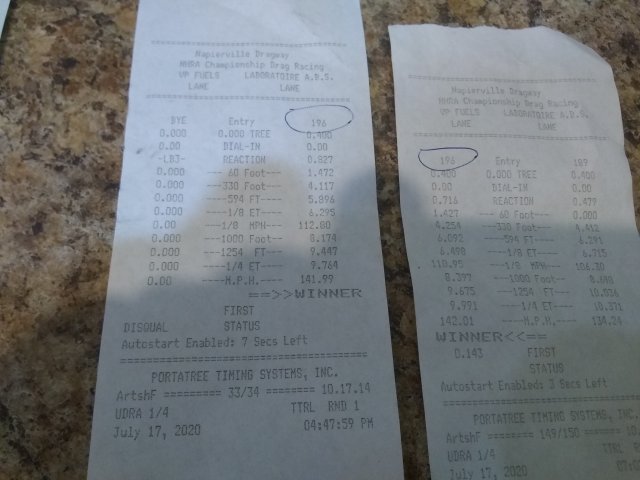 Napierville Dragway
NHRA Championship Drag Racing
VP FUELS LABORATOIRE A.B.S.
LANE LANE
BYE Entry 196
0.000 0.000 TREE 0.400
0.00 DIAL-IN 0.00
-LBJ- REACTION 0.827
0.000 --- 60 Foot--- 1.472
0.000 ---330 Foot--- 4.117
0.000 ----594 FT---- 5.896
0.000 ----1/8 ET---- 6.295
0.00 ---1/8 MPH--- 112.80
0.000 ---1000 Foot-- 8.174
0.000 ---1254 FT--- 9.447
0.000 ----1/4 ET---- 9.764
0.00 ----M.P.H.---- 141.99
==>>WINNER
FIRST
DISQUAL STATUS
Autostart Enabled: 7 Secs Left
PORTATREE TIMING SYSTEMS, INC.
ArtshF ========= 33/34 ======== 10.17.14
UDRA 1/4 TTRL RND 1
July 17, 2020 04:47:59 PM
Napierville Dragway
NHRA Championship Drag Racing
VP FUELS LABORATOIRE A.B.S.
LANE LANE
196 Entry 189
0.400 0.000 TREE 0.400
0.00 DIAL-IN 0.00
0.716 REACTION 0.479
1.427 --- 60 Foot--- 0.000
4.254 ---330 Foot--- 4.412
6.092 ----594 FT---- 6.291
6.498 ----1/8 ET---- 6.715
110.95 ---1/8 MPH--- 106.30
8.397 ---1000 Foot--
9.675 ---1254 FT--- 10.036
9.991 ----1/4 ET---- 10.371
142.01 ----M.P.H.---- 134.24
WINNER<<==
0.143 FIRST
STATUS
Autostart Enabled: 3 Secs Left
PORTATREE TIMING SYSTEMS, INC
ArtshF ========= 149/150 =======
UDRA 1/4 TTRL
July 17, 2020